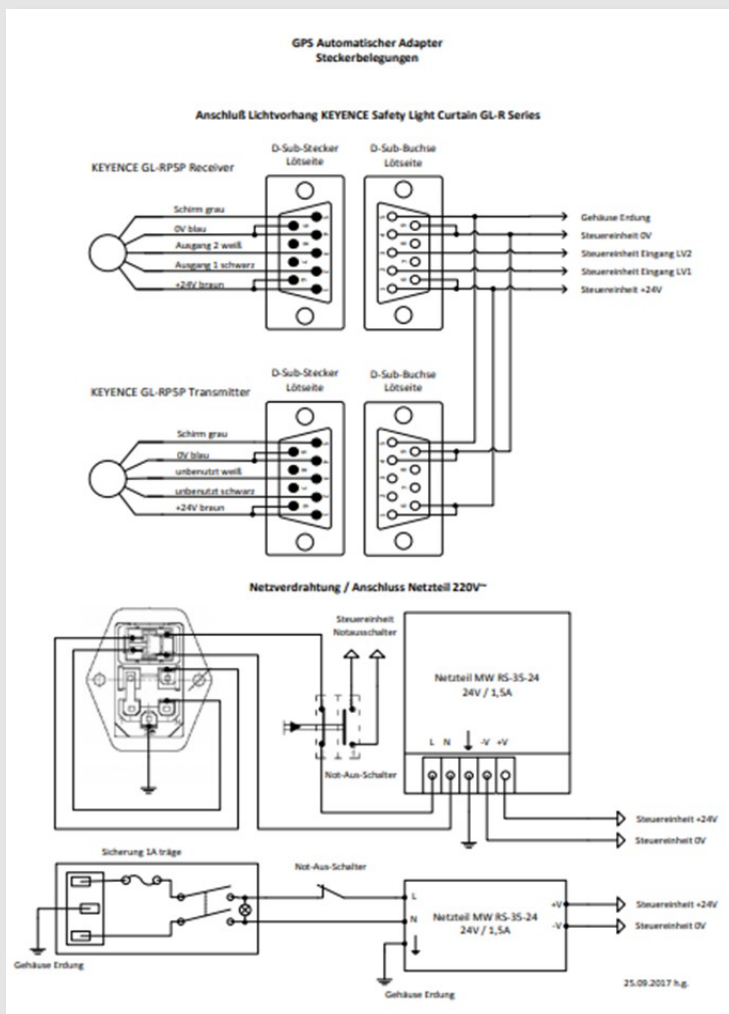 GPS Automatischer Adapter
Steckerbelegungen
Anschluß Lichtvorhang KEYENCE Safety Light Curtain GL-R Series
D-Sub-Stecker
Lötseite
D-Sub-Buchse
Lötseite
KEYENCE GL-RP5P Receiver
Schirm grau
0V blau
Ausgang 2 weiß
Ausgang 1 schwarz
+24V braun
Gehäuse Erdung
Steuereinheit 0V
Steuereinheit Eingang LV2
Steuereinheit Eingang LV1
Steuereinheit +24V
D-Sub-Stecker
Lötseite
D-Sub-Buchse
Lötseite
KEYENCE GL-RP5P Transmitter
Schirm grau
0V blau
unbenutzt weiß
unbenutzt schwarz
+24V braun
Netzverdrahtung / Anschluss Netzteil 220V~
Steuereinheit
Notausschalter
Netzteil MW RS-35-24
24V / 1,5A
L N -V +V
Not-Aus-Schalter
Steuereinheit +24V
Steuereinheit 0V
Sicherung 1A träge
Not-Aus-Schalter
L
N
+V
-V
Netzteil MW RS-35-24
24V / 1,5A
Steuereinheit +24V
Steuereinheit 0V
Gehäuse Erdung
Gehäuse Erdung
25.09.2017 h.g.